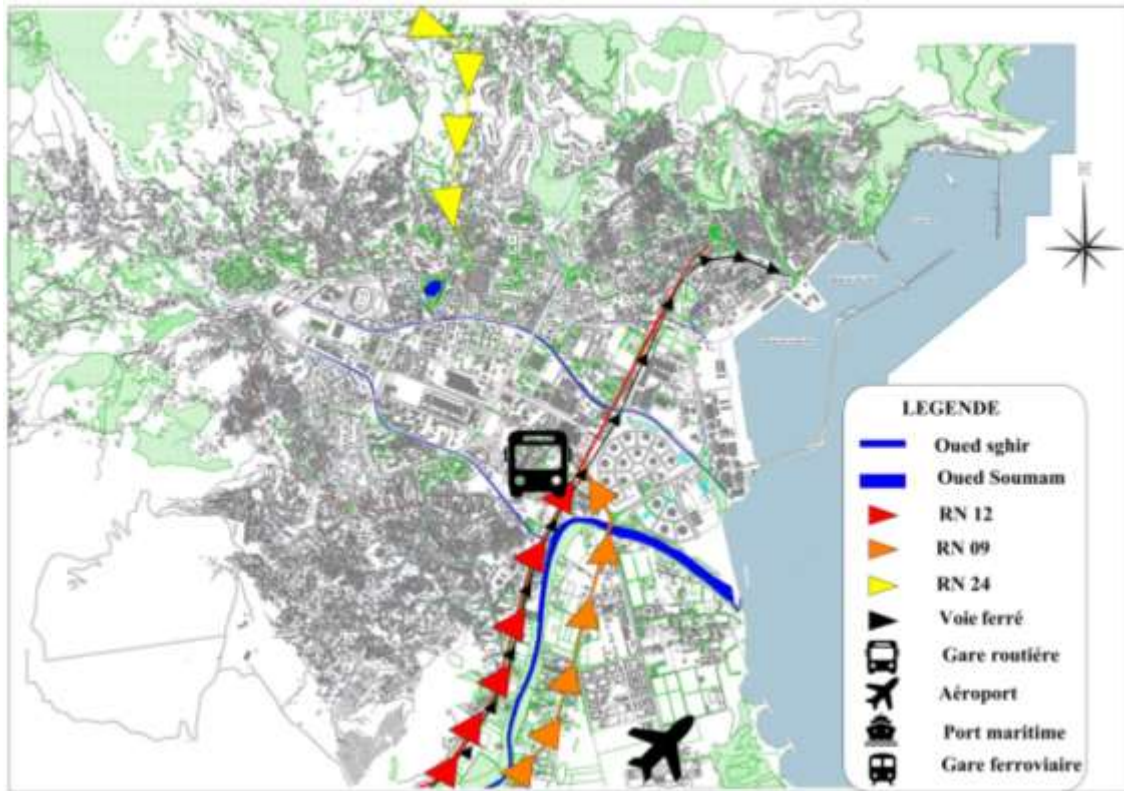 LEGENDE
Oued sghir
Oued Soumam
RN 12
RN 09
RN 24
Voie ferré
Gare routiére
Aéroport
Port maritime
Gare ferroviaire